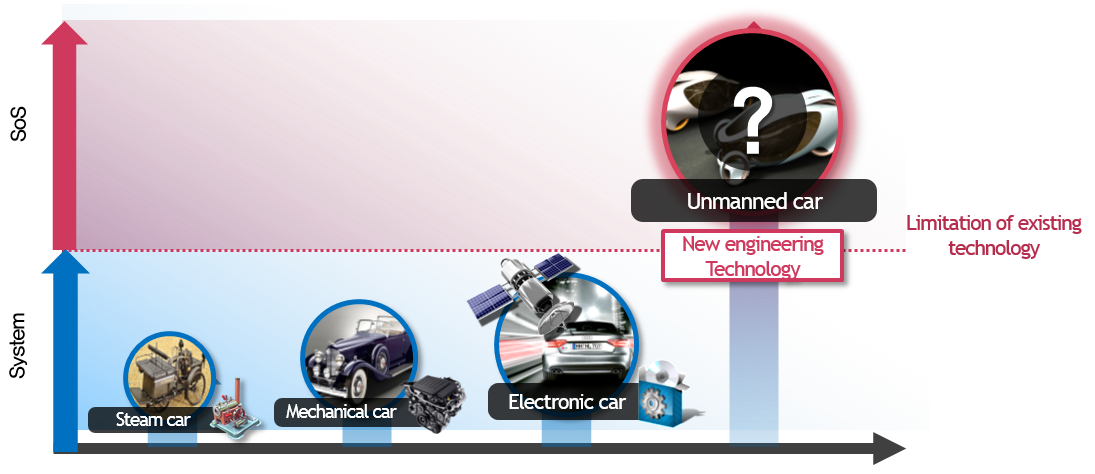 SoS
?
Unmanned car
Limitation of existing
technology
New engineering
Technology
System
Steam car
Mechanical car
Electronic car